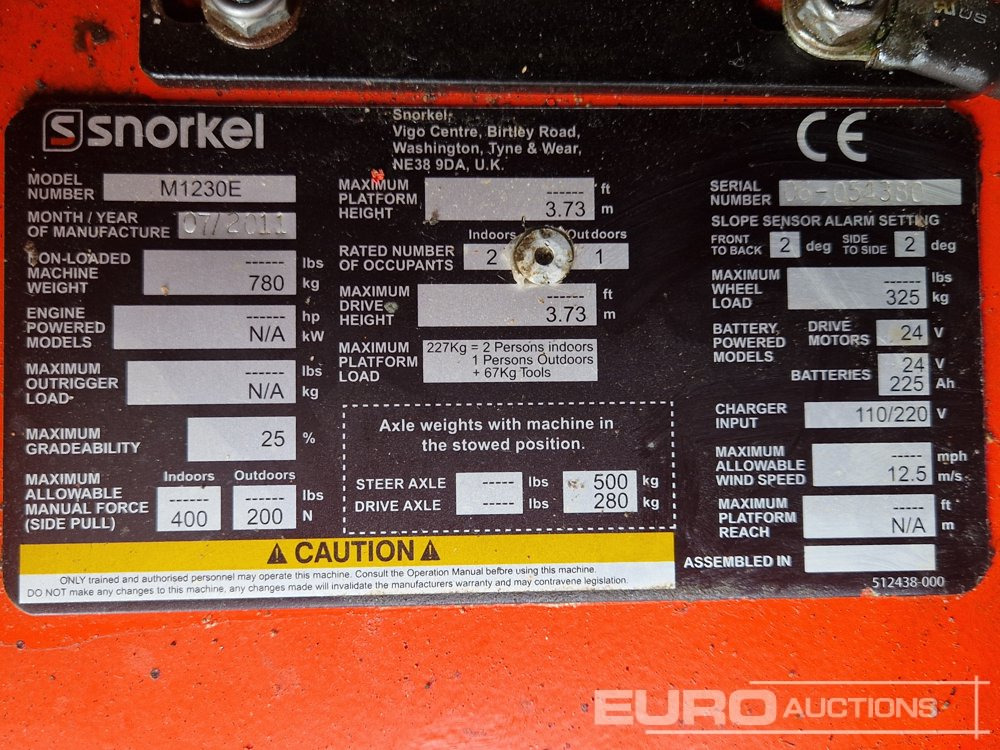 snorkel
Snorkel
Vigo Centre, Birtley Road,
Washington, Tyne & Wear,
NE38 9DA, U.K.
CE
MODEL NUMBER M1230E
MONTH / YEAR OF MANUFACTURE 07/2011
NON-LOADED MACHINE WEIGHT ------ lbs
780 kg
ENGINE POWERED MODELS ------ hp
N/A kW
MAXIMUM OUTRIGGER LOAD ------ lbs
N/A kg
MAXIMUM GRADEABILITY 25 %
Indoors Outdoors
MAXIMUM ALLOWABLE MANUAL FORCE (SIDE PULL) ------ ------ lbs
400 200 N
MAXIMUM PLATFORM HEIGHT ------ ft
3.73 m
Indoors Outdoors
RATED NUMBER OF OCCUPANTS 2 1
MAXIMUM DRIVE HEIGHT ------ ft
3.73 m
MAXIMUM PLATFORM LOAD
227Kg = 2 Persons indoors
1 Persons Outdoors
+ 67Kg Tools
Axle weights with machine in
the stowed position.
STEER AXLE ----- lbs 500 kg
DRIVE AXLE ----- lbs 280 kg
SERIAL NUMBER
SLOPE SENSOR ALARM SETTING
FRONT TO BACK 2 deg SIDE TO SIDE 2 deg
MAXIMUM WHEEL LOAD ------ lbs
325 kg
BATTERY POWERED MODELS DRIVE MOTORS 24 V
BATTERIES 24 V
225 Ah
CHARGER INPUT 110/220 V
MAXIMUM ALLOWABLE WIND SPEED ------ mph
12.5 m/s
MAXIMUM PLATFORM REACH ------ ft
N/A m
ASSEMBLED IN
512438-000
CAUTION
ONLY trained and authorised personnel may operate this machine. Consult the Operation Manual before using this machine.
DO NOT make any changes to this machine, any changes made will invalidate the manufacturers warranty and may contravene legislation.
EURO AUCTIONS